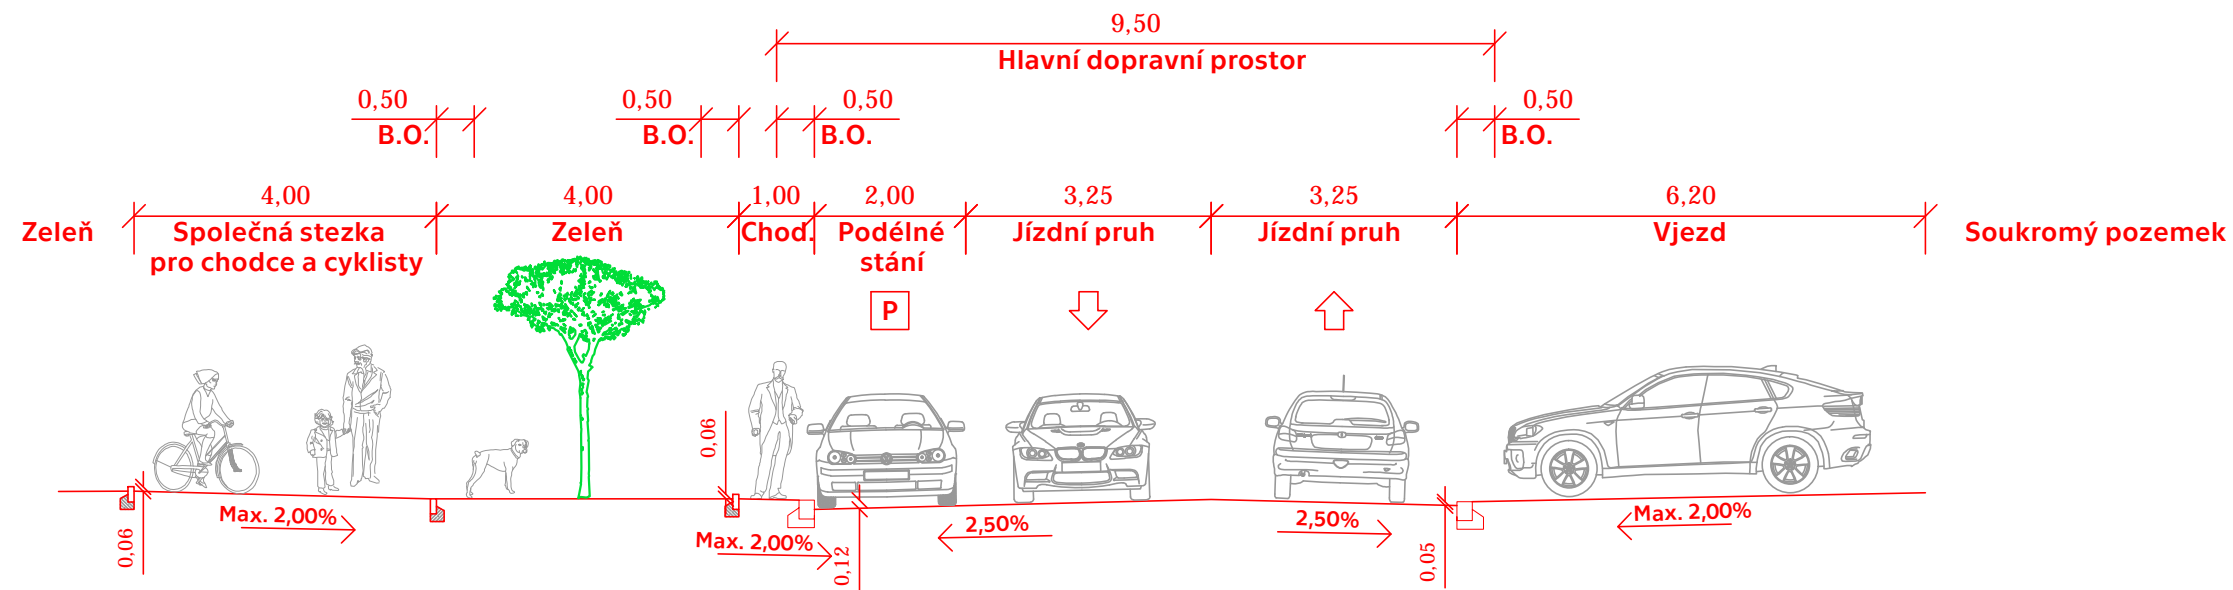 9,50
Hlavní dopravní prostor
0,50
B.O.
0,50
B.O.
0,50
B.O.
0,50
B.O.
4,00
4,00
1,00
2,00
3,25
3,25
6,20
Zeleň
Společná stezka
pro chodce a cyklisty
Zeleň
Chod.
Podélné
stání
Jízdní pruh
Jízdní pruh
Vjezd
Soukromý pozemek
P
0,06
0,06
Max. 2,00%
Max. 2,00%
0,12
2,50%
2,50%
0,05
Max. 2,00%